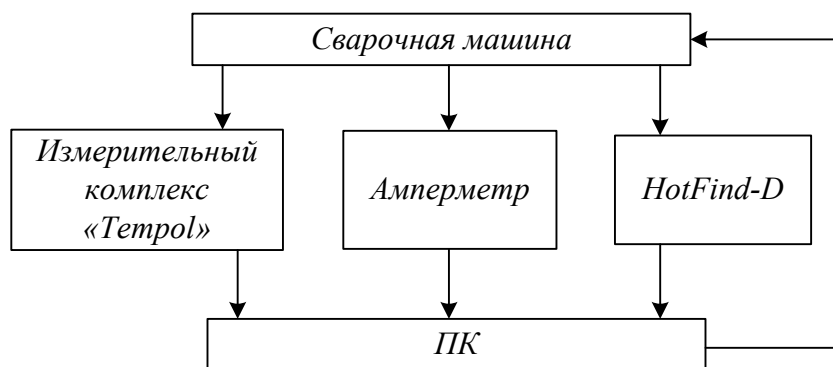 Сварочная машина
Измерительный
комплекс
«Tempol»
Амперметр
HotFind-D
ПК